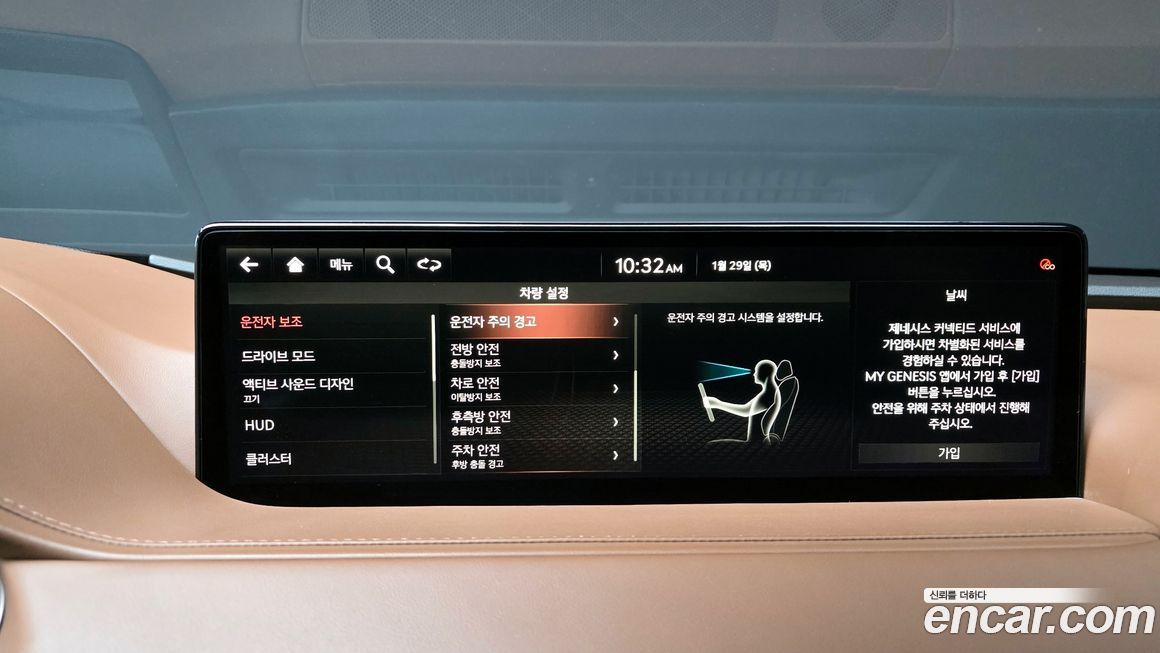 메뉴
10:32 AM
1월 29일 (목)
차량 설정
운전자 보조
드라이브 모드
액티브 사운드 디자인
끄기
HUD
클러스터
운전자 주의 경고
전방 안전
충돌방지 보조
차로 안전
이탈방지 보조
후측방 안전
충돌방지 보조
주차 안전
후방 충돌 경고
운전자 주의 경고 시스템을 설정합니다.
날씨
제네시스 커넥티드 서비스에
가입하시면 차별화된 서비스를
경험하실 수 있습니다.
MY GENESIS 앱에서 가입 후 [가입]
버튼을 누르십시오.
안전을 위해 주차 상태에서 진행해
주십시오.
가입
신뢰를 더하다
encar.com